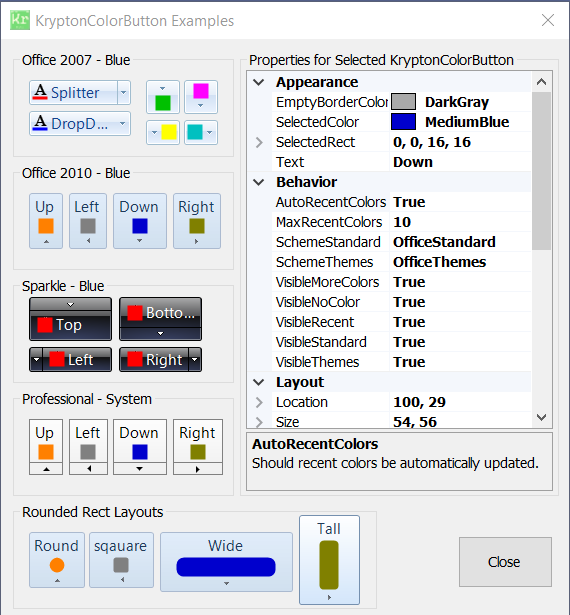 Kr KryptonColorButton Examples
Office 2007 - Blue
A Splitter
A DropD...
Office 2010 - Blue
Up Left Down Right
Sparkle - Blue
Top Botto...
Left Right
Professional - System
Up Left Down Right
Rounded Rect Layouts
Round sqauare Wide Tall
Properties for Selected KryptonColorButton
Appearance
EmptyBorderColor DarkGray
SelectedColor MediumBlue
SelectedRect 0, 0, 16, 16
Text Down
Behavior
AutoRecentColors True
MaxRecentColors 10
SchemeStandard OfficeStandard
SchemeThemes OfficeThemes
VisibleMoreColors True
VisibleNoColor True
VisibleRecent True
VisibleStandard True
VisibleThemes True
Layout
Location 100, 29
Size 54, 56
AutoRecentColors
Should recent colors be automatically updated.
Close